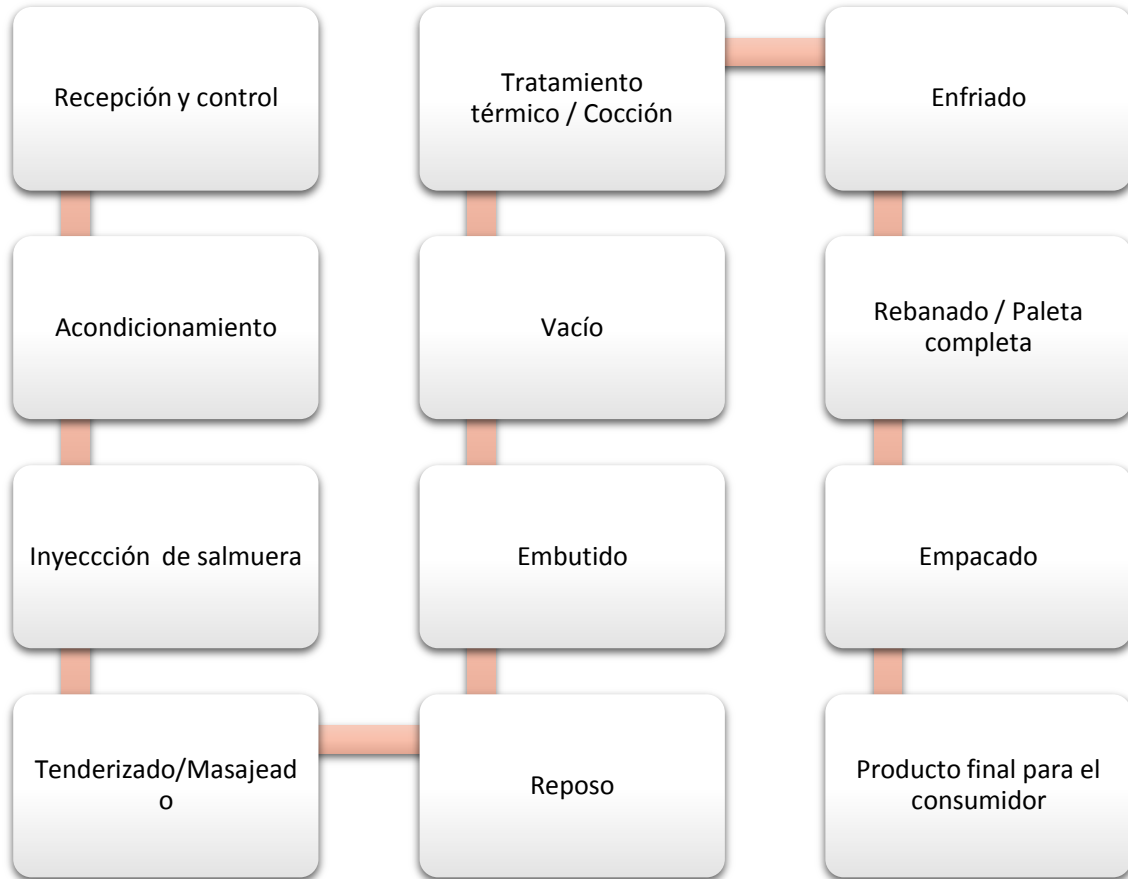 Recepción y control
Acondicionamiento
Inyeccción  de salmuera
Tenderizado/Masajead
o
Reposo
Embutido
Vacío
Tratamiento
térmico / Cocción
Enfriado
Rebanado / Paleta
completa
Empacado
Producto final para el
consumidor